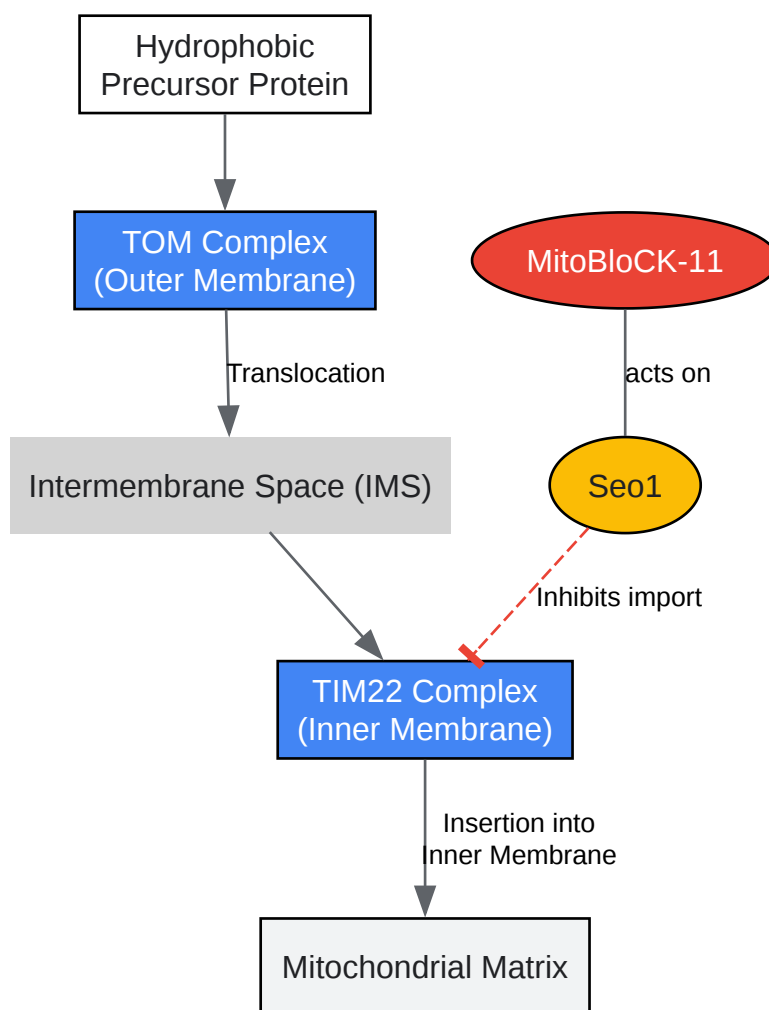 Hydrophobic
Precursor Protein
TOM Complex
(Outer Membrane)
MitoBloCK-11
Translocation
acts on
Intermembrane Space (IMS)
Seo1
Inhibits import
TIM22 Complex
(Inner Membrane)
Insertion into
Inner Membrane
Mitochondrial Matrix